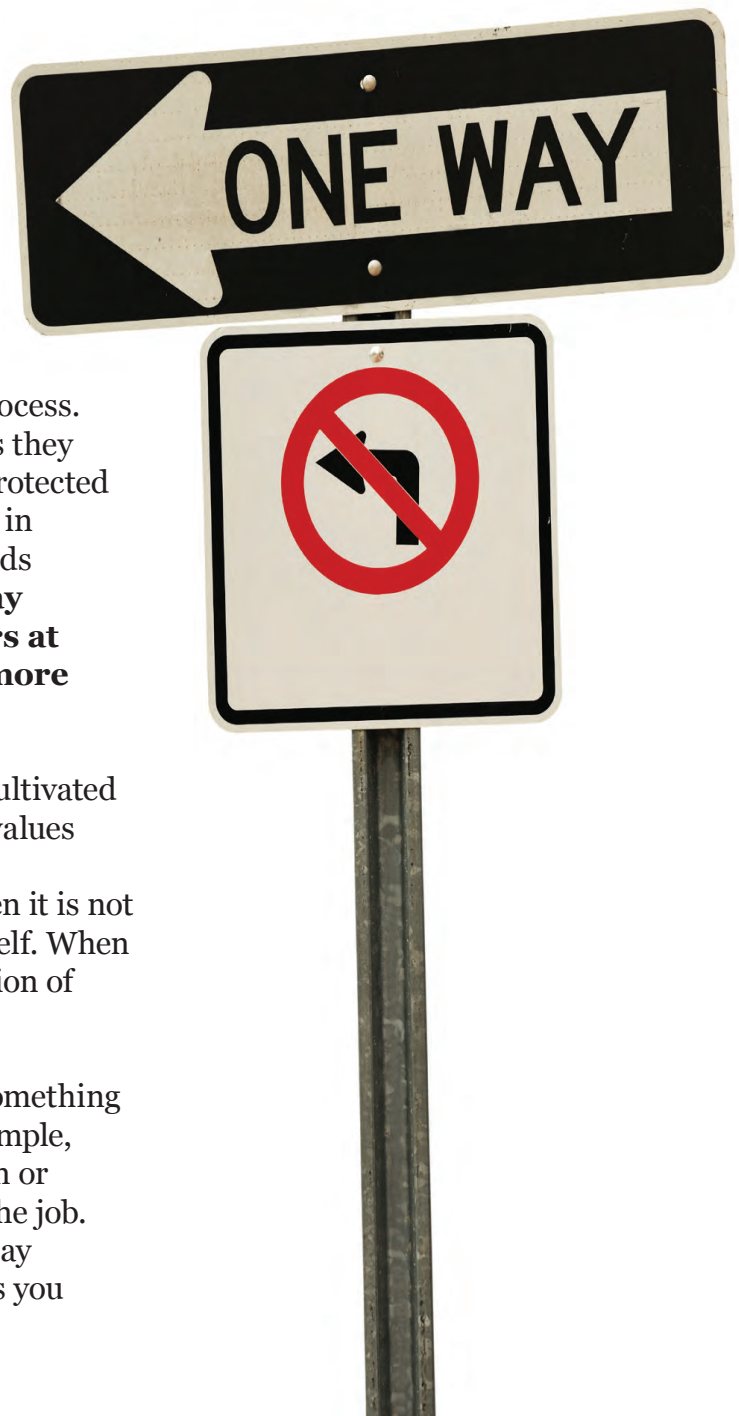 ONE WAY
ocess.
s they
rotected
in
ds
ay
rs at
more
ultivated
values
en it is not
elf. When
ion of
omething
mple,
n or
he job.
ay
s you